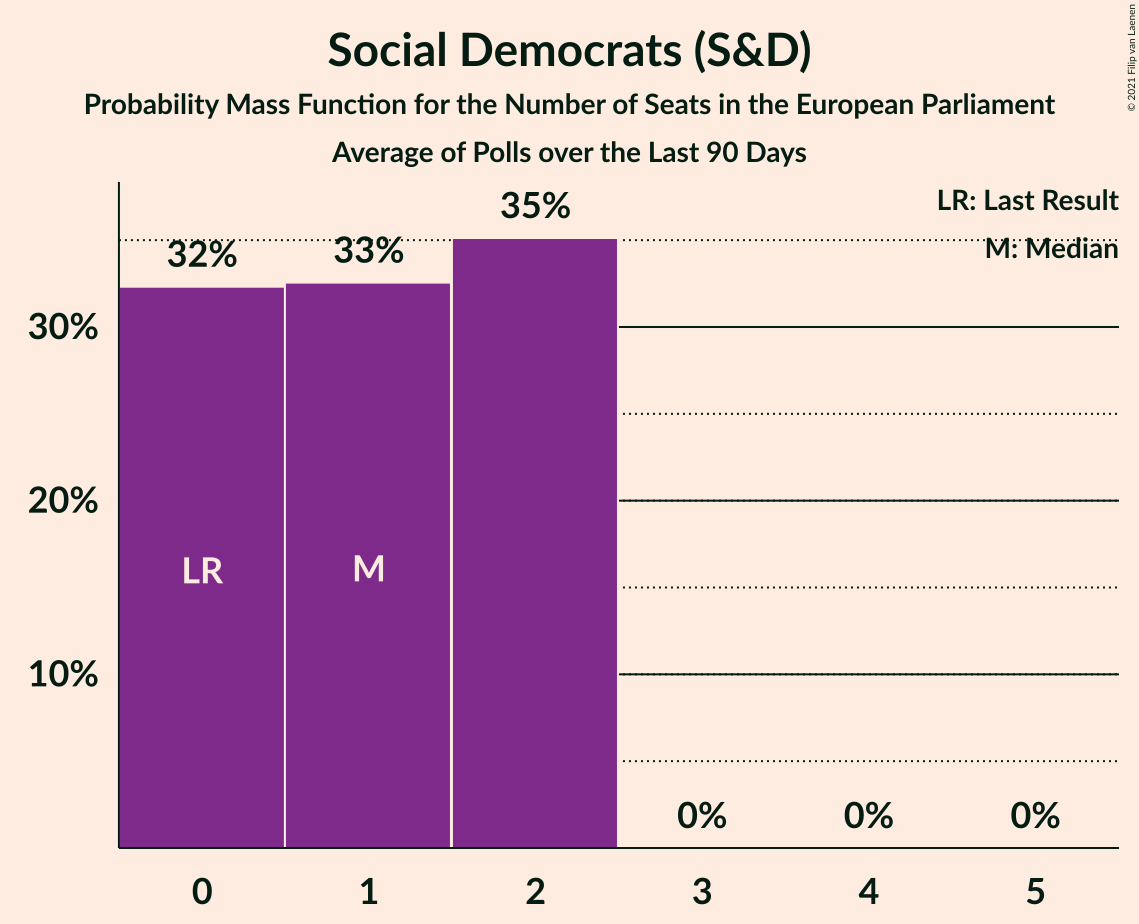 Social Democrats (S&D)
Probability Mass Function for the Number of Seats in the European Parliament
Average of Polls over the Last 90 Days
© 2021 Filip van Laenen
LR: Last Result
M: Median
32%
33%
35%
0%
0%
0%
30%
20%
10%
LR
M
0
1
2
3
4
5